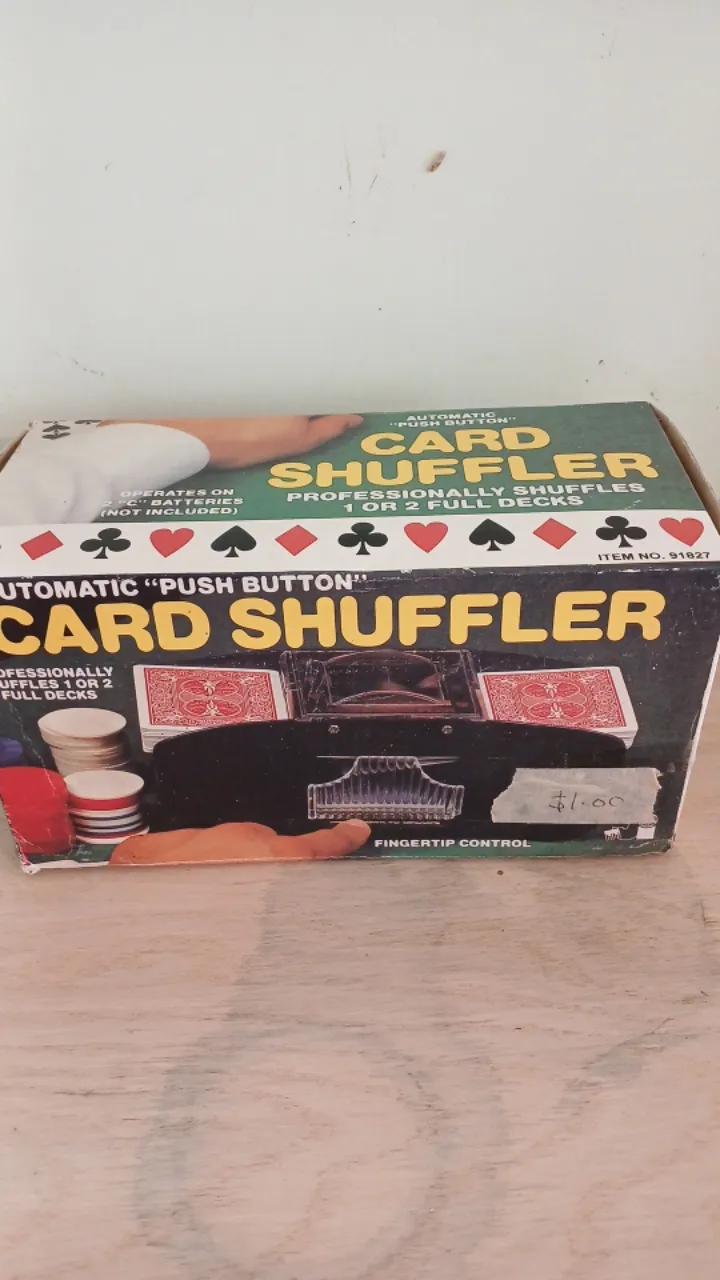 AUTOMATIC
"PUSH BUTTON"
CARD
SHUFFLER
PROFESSIONALLY SHUFFLES
1 OR 2 FULL DECKS
OPERATES ON
2 "C" BATTERIES
(NOT INCLUDED)
ITEM NO. 91827
UTOMATIC "PUSH BUTTON"
CARD SHUFFLER
OFESSIONALLY
UFFLES 1 OR 2
FULL DECKS
$1.00
FINGERTIP CONTROL